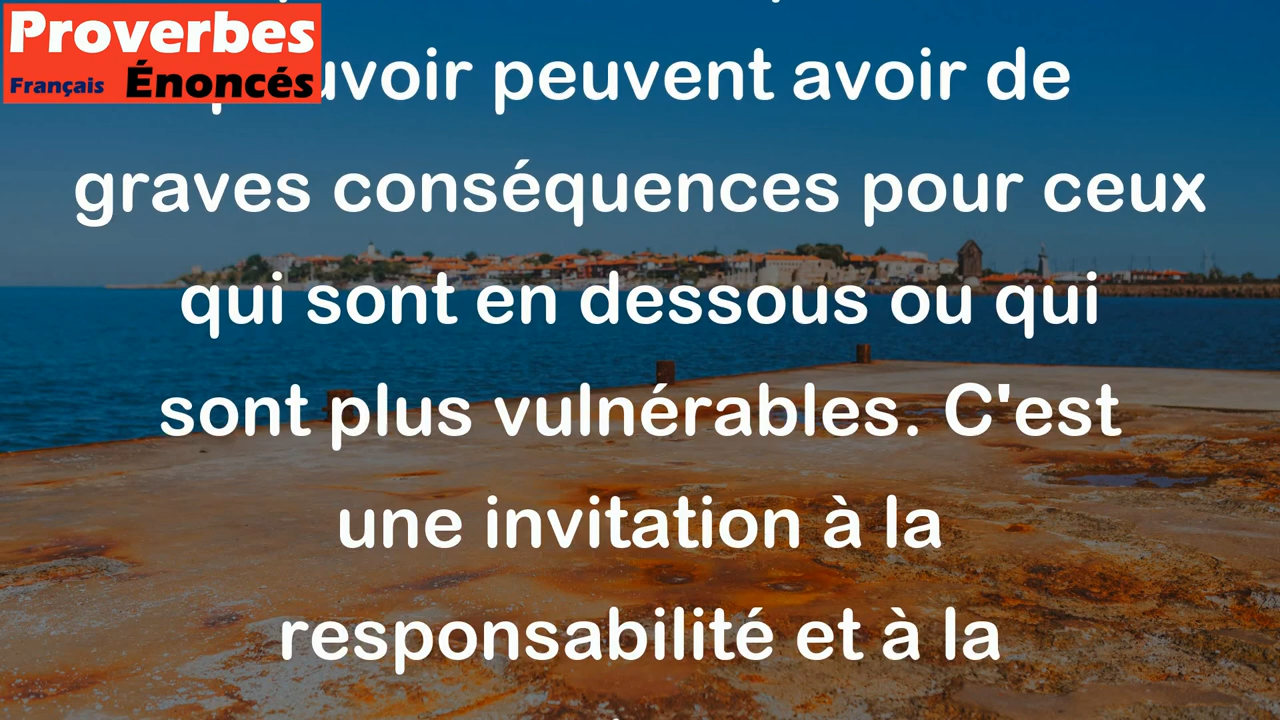 Proverbes
Français Énoncés
uvoir peuvent avoir de
graves conséquences pour ceux
qui sont en dessous ou qui
sont plus vulnérables. C'est
une invitation à la
responsabilité et à la